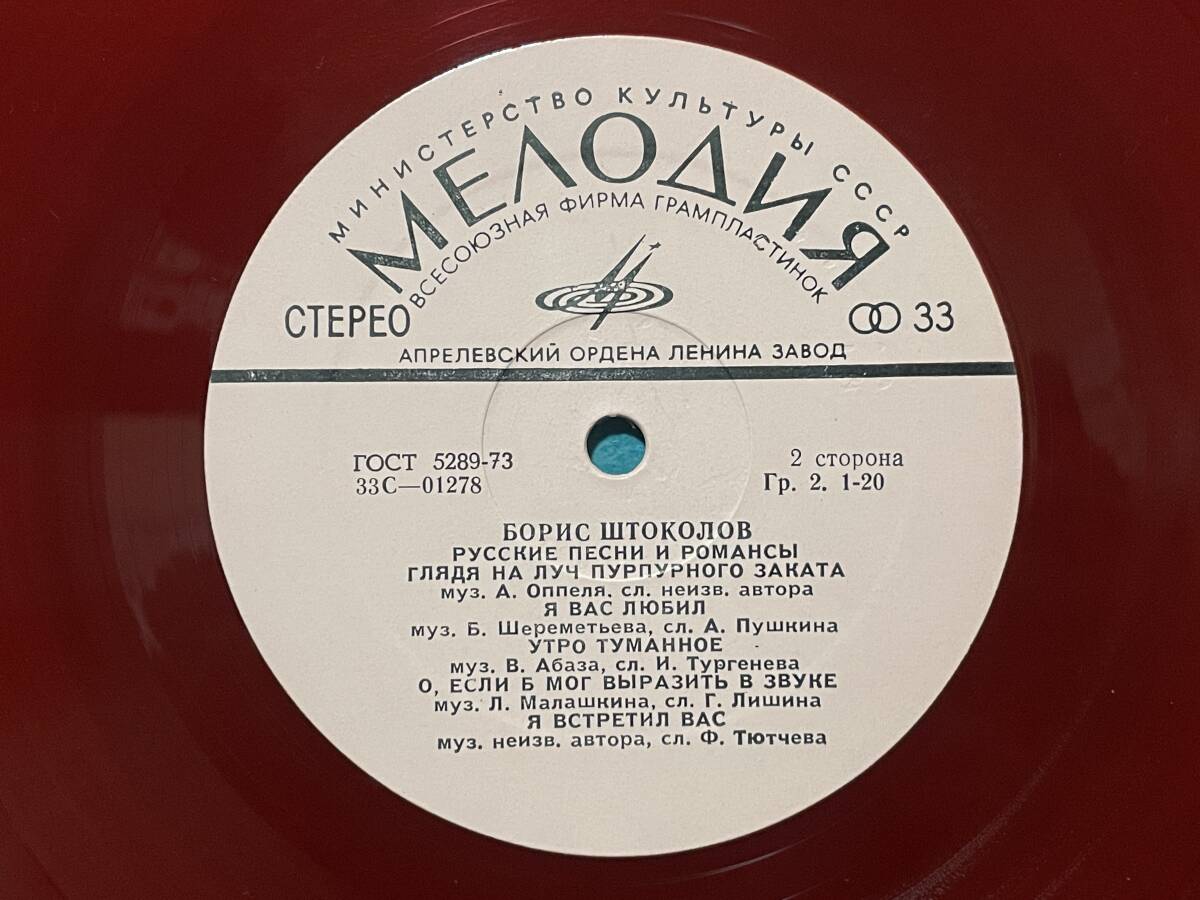 МИНИСТЕРСТВО КУЛЬТУРЫ СССР
МЕЛОДИЯ
ВСЕСОЮЗНАЯ ФИРМА ГРАМПЛАСТИНОК
СТЕРЕО
33
АПРЕЛЕВСКИЙ ОРДЕНА ЛЕНИНА ЗАВОД
ГОСТ 5289-73
2 сторона
33С—01278
Гр. 2. 1-20
БОРИС ШТОКОЛОВ
РУССКИЕ ПЕСНИ И РОМАНСЫ
ГЛЯДЯ НА ЛУЧ ПУРПУРНОГО ЗАКАТА
муз. А. Оппеля, сл. неизв. автора
Я ВАС ЛЮБИЛ
муз. Б. Шереметьева, сл. А. Пушкина
УТРО ТУМАННОЕ
муз. В. Абаза, сл. И. Тургенева
О, ЕСЛИ Б МОГ ВЫРАЗИТЬ В ЗВУКЕ
муз. Л. Малашкина, сл. Г. Лишина
Я ВСТРЕТИЛ ВАС
муз. неизв. автора, сл. Ф. Тютчева